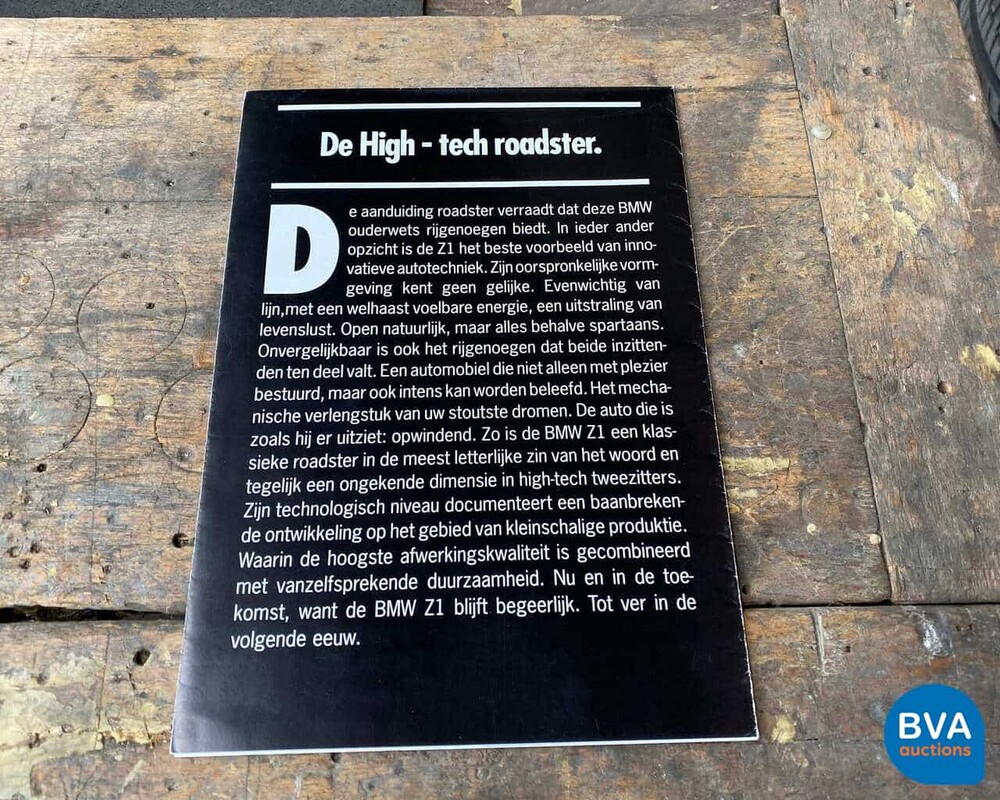 De High - tech roadster.
De aanduiding roadster verraadt dat deze BMW
ouderwets rijgenoegen biedt. In ieder ander
opzicht is de Z1 het beste voorbeeld van inno-
vatieve autotechniek. Zijn oorspronkelijke vorm-
geving kent geen gelijke. Evenwichtig van
lijn,met een welhaast voelbare energie, een uitstraling van
levenslust. Open natuurlijk, maar alles behalve spartaans.
Onvergelijkbaar is ook het rijgenoegen dat beide inzitten-
den ten deel valt. Een automobiel die niet alleen met plezier
bestuurd, maar ook intens kan worden beleefd. Het mecha-
nische verlengstuk van uw stoutste dromen. De auto die is
zoals hij er uitziet: opwindend. Zo is de BMW Z1 een klas-
sieke roadster in de meest letterlijke zin van het woord en
tegelijk een ongekende dimensie in high-tech tweezitters.
Zijn technologisch niveau documenteert een baanbreken-
de ontwikkeling op het gebied van kleinschalige produktie.
Waarin de hoogste afwerkingskwaliteit is gecombineerd
met vanzelfsprekende duurzaamheid. Nu en in de toe-
komst, want de BMW Z1 blijft begeerlijk. Tot ver in de
volgende eeuw.
BVA
auctions